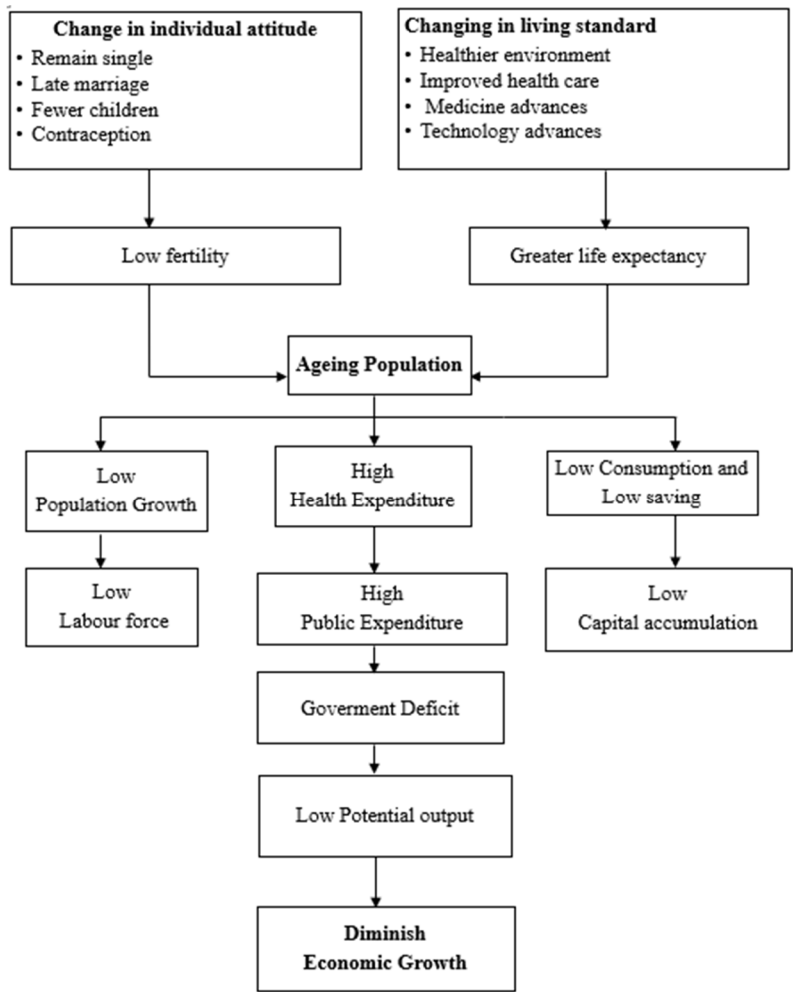 Change in individual attitude
• Remain single
• Late marriage
• Fewer children
• Contraception
Changing in living standard
• Healthier environment
• Improved health care
• Medicine advances
• Technology advances
Low fertility
Greater life expectancy
Ageing Population
Low
Population Growth
High
Health Expenditure
Low Consumption and
Low saving
Low
Labour force
High
Public Expenditure
Low
Capital accumulation
Goverment Deficit
Low Potential output
Diminish
Economic Growth